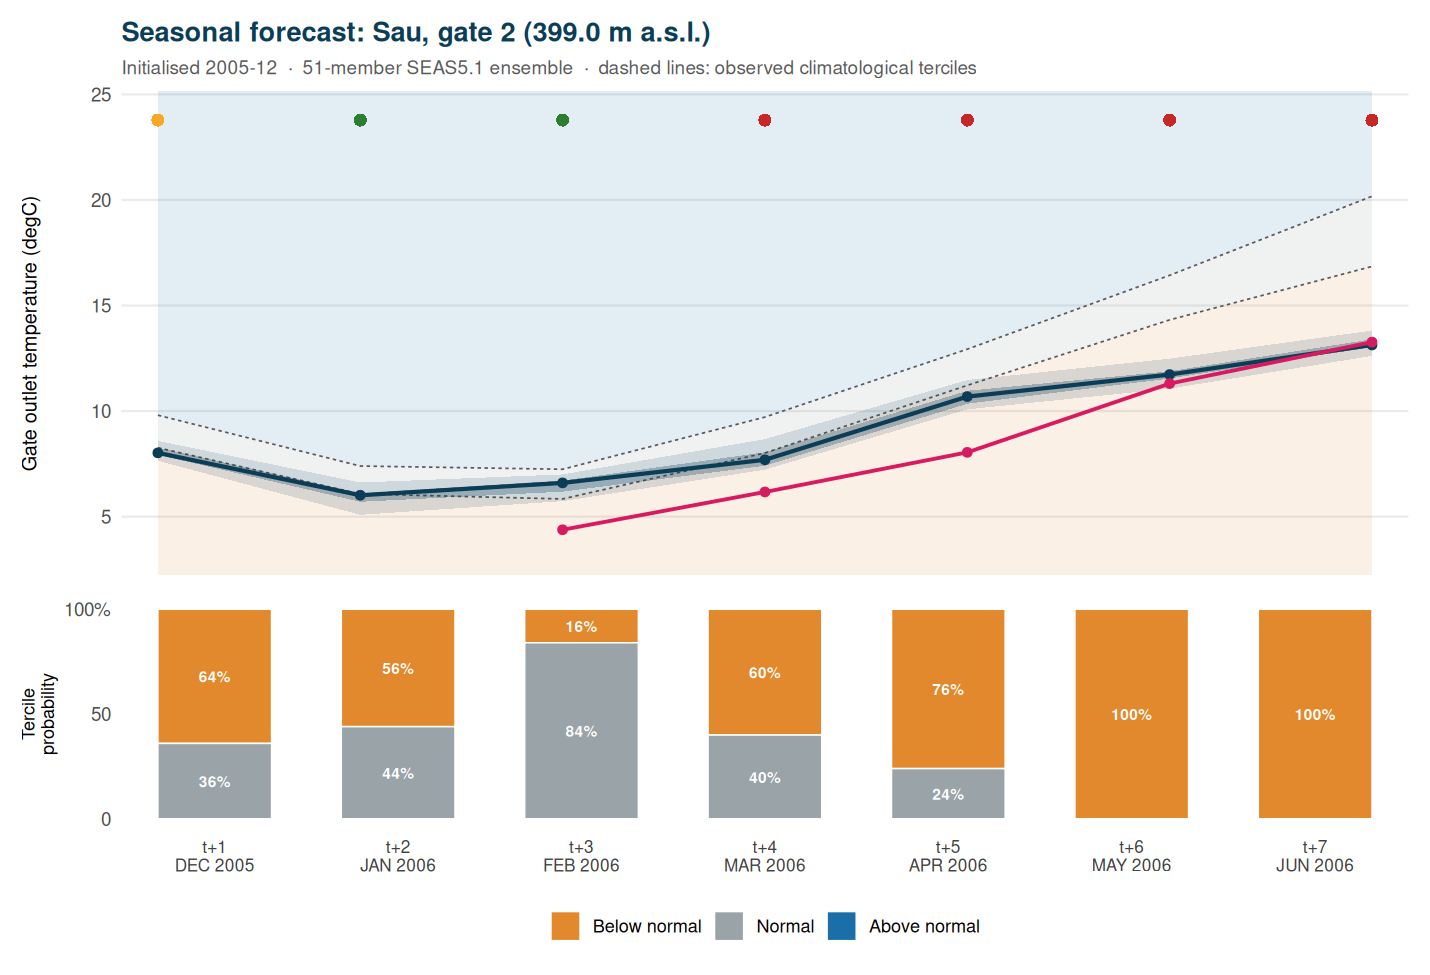 Seasonal forecast: Sau, gate 2 (399.0 m a.s.l.)
Initialised 2005-12 · 51-member SEAS5.1 ensemble · dashed lines: observed climatological terciles
Gate outlet temperature (degC)
25
20
15
10
5
Tercile
probability
100%
50
0
64%
36%
56%
44%
16%
84%
60%
40%
76%
24%
100%
100%
t+1
DEC 2005
t+2
JAN 2006
t+3
FEB 2006
t+4
MAR 2006
t+5
APR 2006
t+6
MAY 2006
t+7
JUN 2006
Below normal
Normal
Above normal